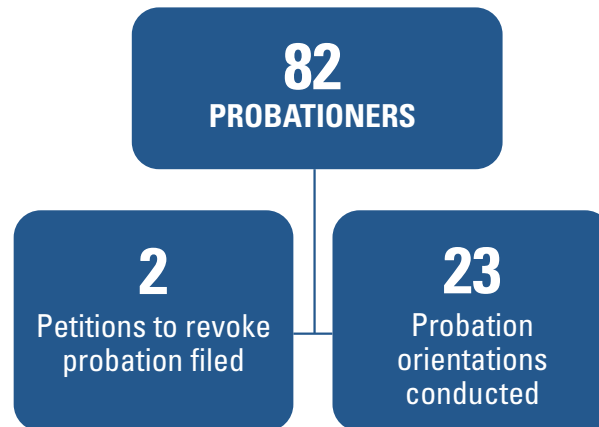 82
PROBATIONERS
2
Petitions to revoke
probation filed
23
Probation
orientations
conducted